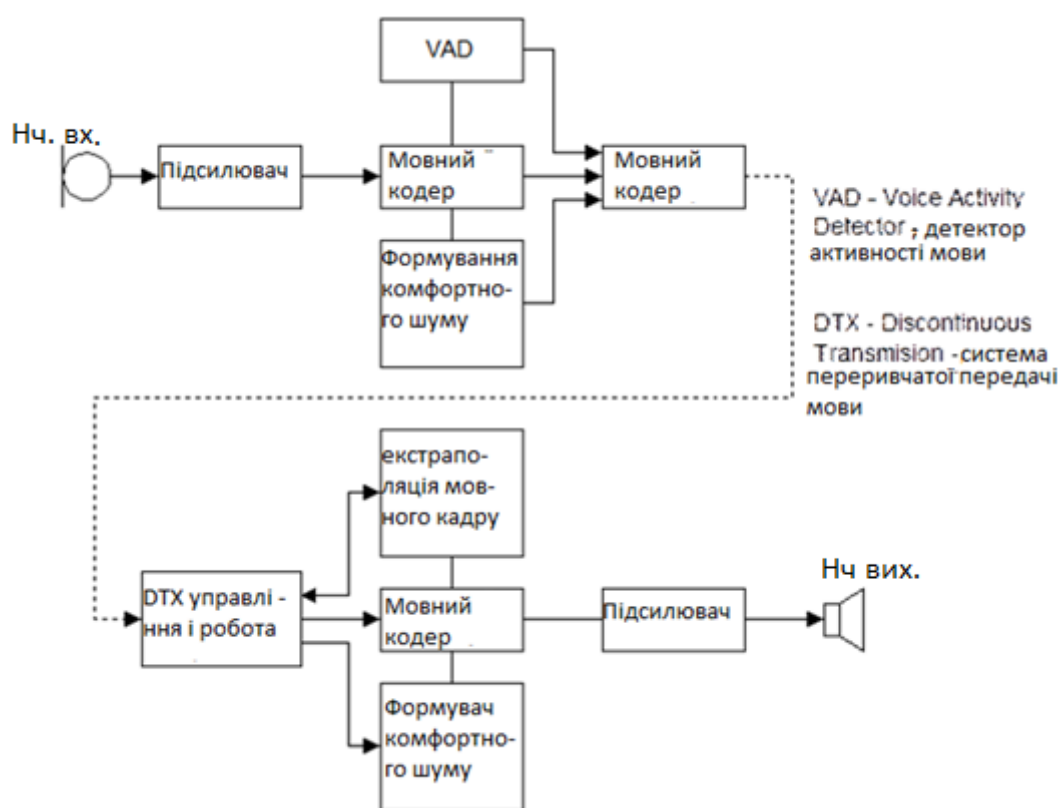 VAD
Нч. вх.
Підсилювач
Мовний
кодер
Мовний
кодер
Формування
комфортно-
го шуму
VAD - Voice Activity
Detector , детектор
активності мови
DTX - Discontinuous
Transmision -система
переривчатої передачі
мови
екстрапо-
ляція мов-
ного кадру
DTX управлі -
ння і робота
Мовний
кодер
Підсилювач
Нч вих.
Формувач
комфортно-
го шуму